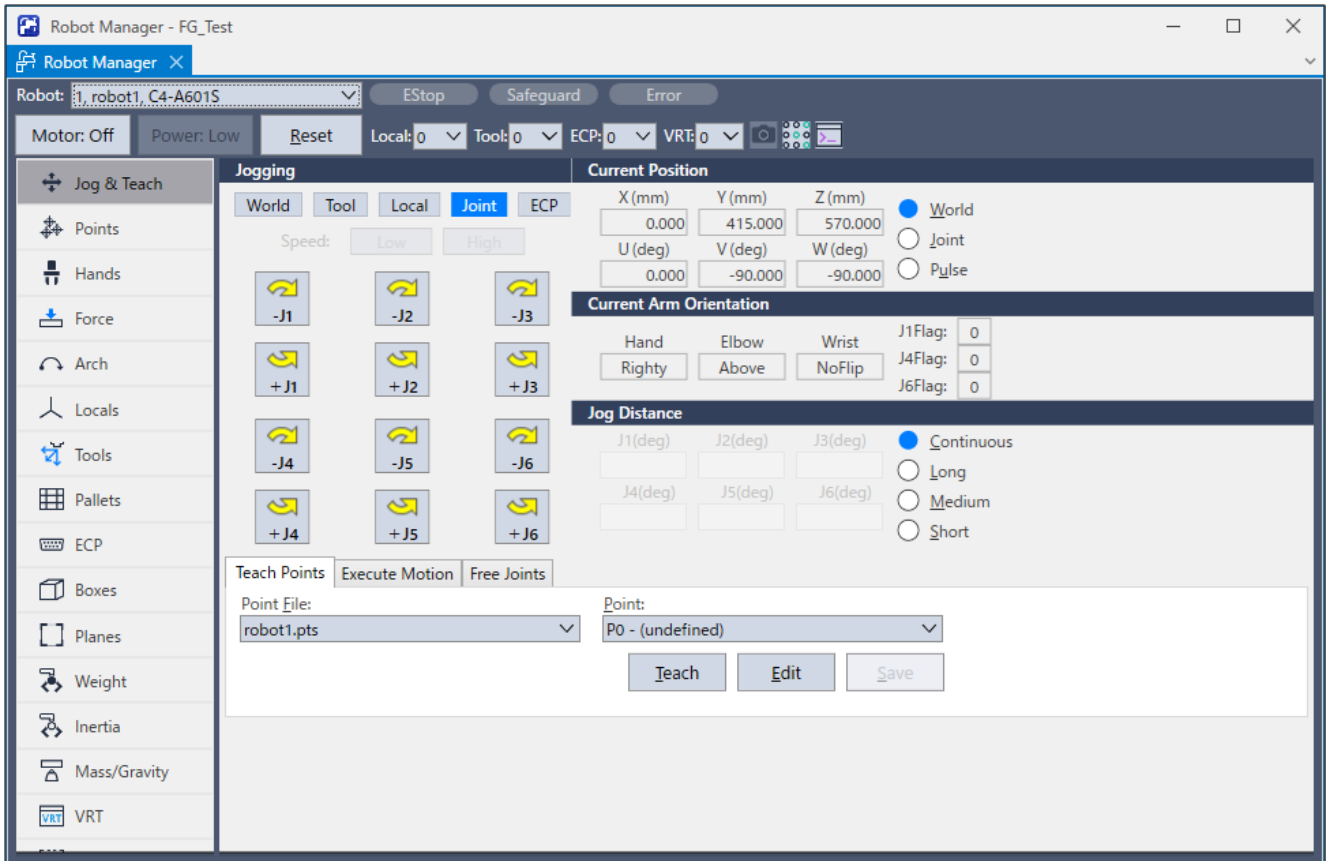 Robot Manager - FG_Test
Robot Manager
Robot: 1, robot1, C4-A601S EStop Safeguard Error
Motor: Off Power: Low Reset Local: 0 Tool: 0 ECP: 0 VRT: 0
Jog & Teach
Points
Hands
Force
Arch
Locals
Tools
Pallets
ECP
Boxes
Planes
Weight
Inertia
Mass/Gravity
VRT
VRT
Jogging
World Tool Local Joint ECP
Speed: Low High
-J1 -J2 -J3
+J1 +J2 +J3
-J4 -J5 -J6
+J4 +J5 +J6
Current Position
X (mm) Y (mm) Z (mm)
0.000 415.000 570.000
U (deg) V (deg) W (deg)
0.000 -90.000 -90.000
World
Joint
Pulse
Current Arm Orientation
Hand Elbow Wrist
Righty Above NoFlip
J1Flag: 0
J4Flag: 0
J6Flag: 0
Jog Distance
J1(deg) J2(deg) J3(deg)
J4(deg) J5(deg) J6(deg)
Continuous
Long
Medium
Short
Teach Points Execute Motion Free Joints
Point File: Point:
robot1.pts P0 - (undefined)
Teach Edit Save